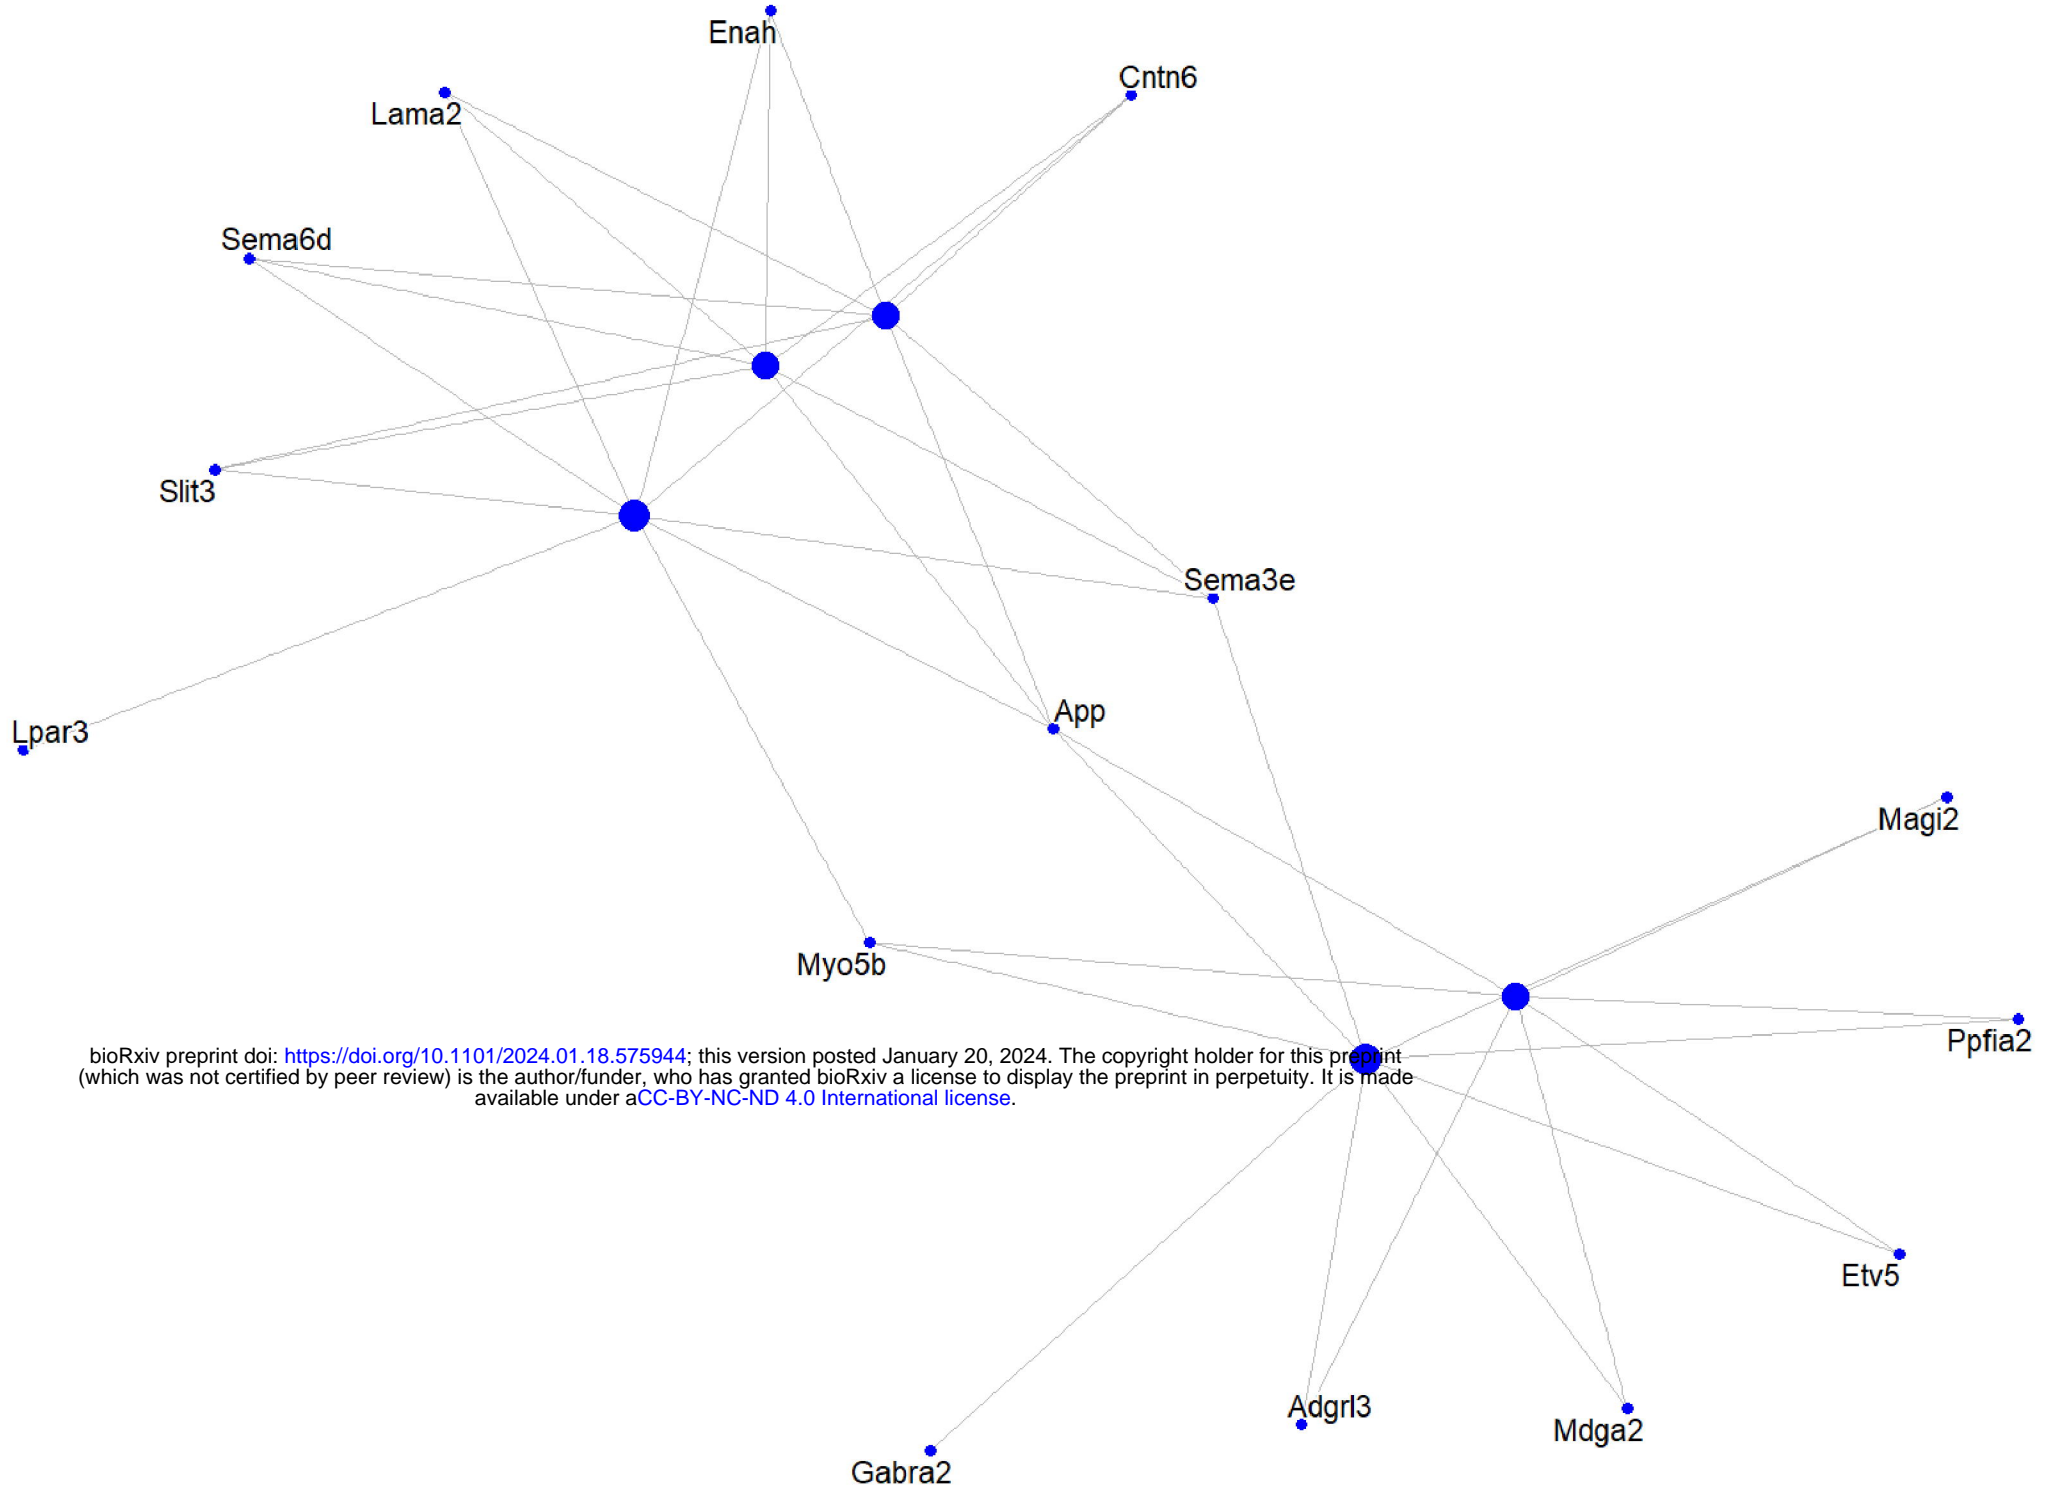 Enah
Cntn6
Lama2
Sema6d
Slit3
Sema3e
App
Lpar3
Magi2
Myo5b
Ppfia2
bioRxiv preprint doi: https://doi.org/10.1101/2024.01.18.575944; this version posted January 20, 2024. The copyright holder for this preprint
(which was not certified by peer review) is the author/funder, who has granted bioRxiv a license to display the preprint in perpetuity. It is made
available under aCC-BY-NC-ND 4.0 International license.
Etv5
Adgrl3
Mdga2
Gabra2